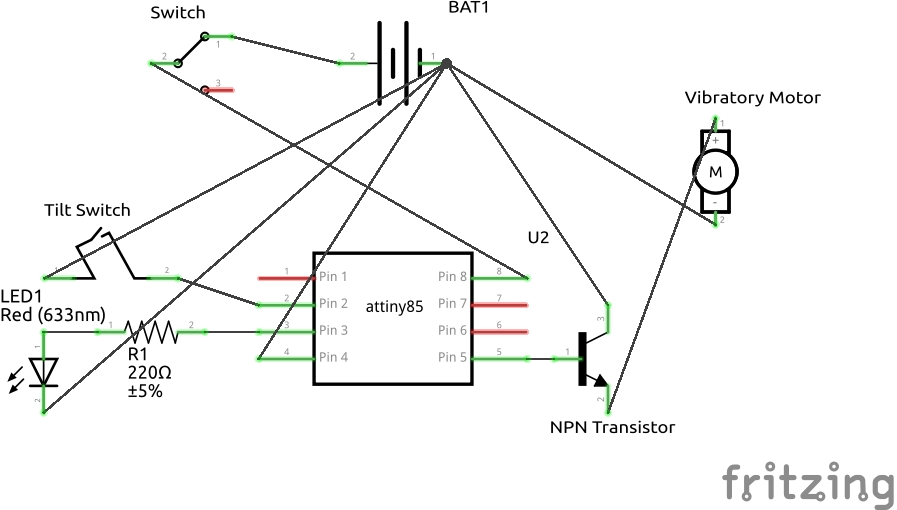 Switch
BAT1
1
2
2
1
3
Vibratory Motor
1
+
M
-
2
Tilt Switch
2
U2
1
Pin 1
Pin 8
8
2
Pin 2
attiny85
Pin 7
7
3
Pin 3
Pin 6
6
4
Pin 4
Pin 5
5
LED1
Red (633nm)
1
2
R1
220Ω
±5%
1
2
3
1
2
NPN Transistor
fritzing